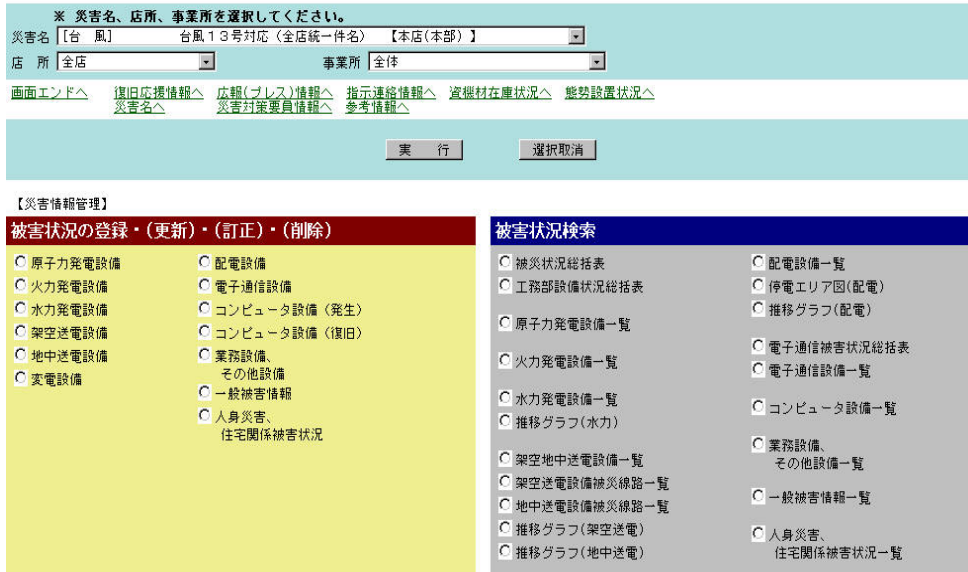 ※ 災害名、店所、事業所を選択してください。
災害名 [台　風]　　　台風１３号対応（全店統一件名）　【本店(本部) 】
店　所 全店　事業所 全体
画面エンドへ　復旧応援情報へ　広報(プレス)情報へ　指示連絡情報へ　資機材在庫状況へ　態勢設置状況へ
災害名へ　災害対策要員情報へ　参考情報へ
実　行　選択取消
【災害情報管理】
被害状況の登録・(更新)・(訂正)・(削除)
原子力発電設備
火力発電設備
水力発電設備
架空送電設備
地中送電設備
変電設備
配電設備
電子通信設備
コンピュータ設備（発生）
コンピュータ設備（復旧）
業務設備、
その他設備
一般被害情報
人身災害、
住宅関係被害状況
被害状況検索
被災状況総括表
工務部設備状況総括表
原子力発電設備一覧
火力発電設備一覧
水力発電設備一覧
推移グラフ(水力)
架空地中送電設備一覧
架空送電設備被災線路一覧
地中送電設備被災線路一覧
推移グラフ(架空送電)
推移グラフ(地中送電)
配電設備一覧
停電エリア図(配電)
推移グラフ(配電)
電子通信被害状況総括表
電子通信設備一覧
コンピュータ設備一覧
業務設備、
その他設備一覧
一般被害情報一覧
人身災害、
住宅関係被害状況一覧